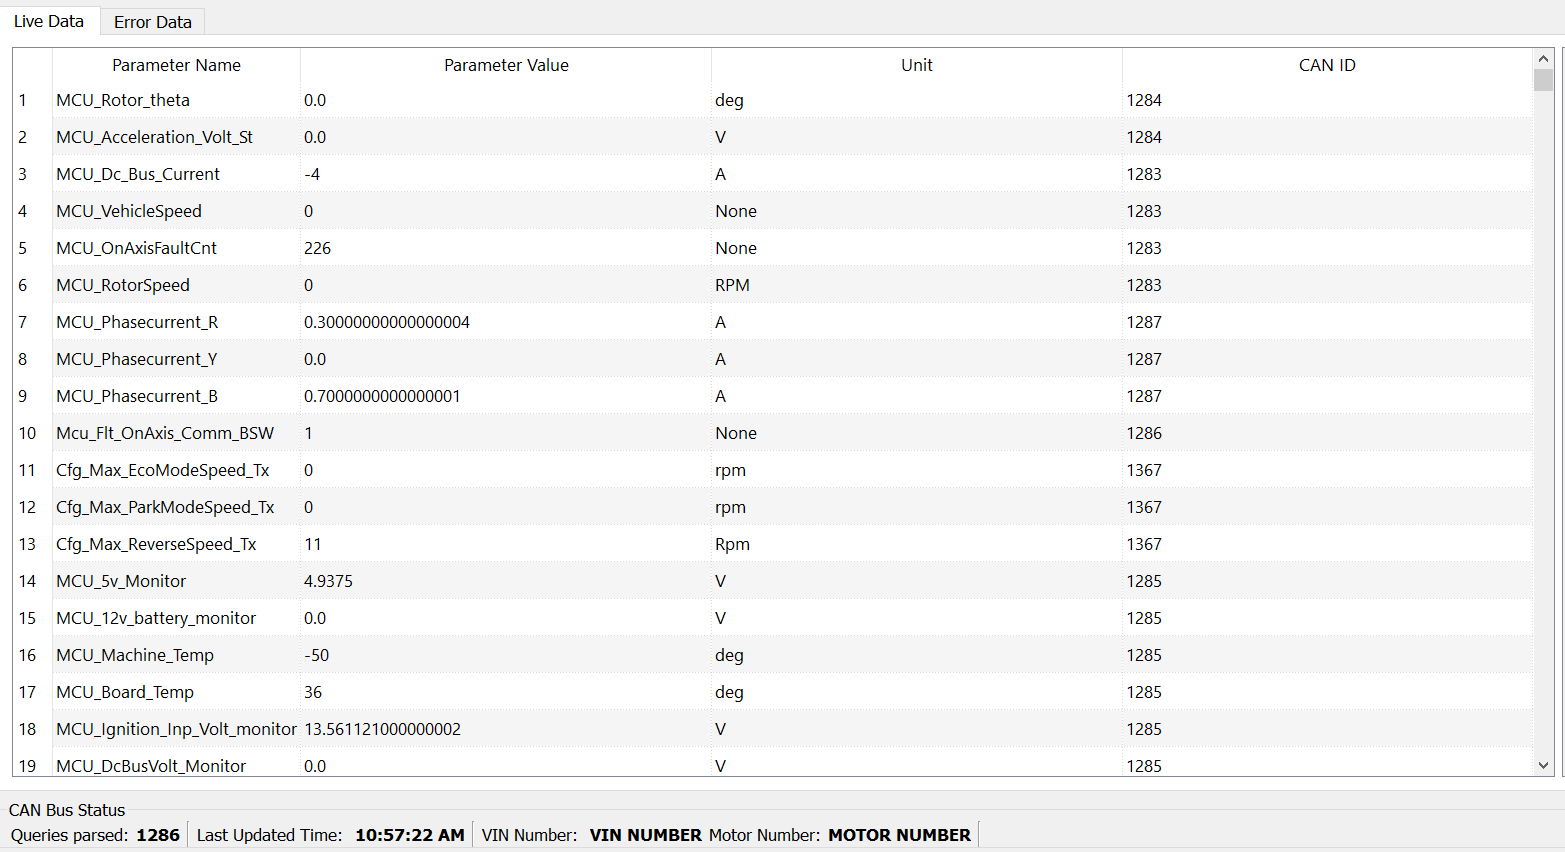 Live Data Error Data
Parameter Name Parameter Value Unit CAN ID
1 MCU_Rotor_theta 0.0 deg 1284
2 MCU_Acceleration_Volt_St 0.0 V 1284
3 MCU_Dc_Bus_Current -4 A 1283
4 MCU_VehicleSpeed 0 None 1283
5 MCU_OnAxisFaultCnt 226 None 1283
6 MCU_RotorSpeed 0 RPM 1283
7 MCU_Phasecurrent_R 0.30000000000000004 A 1287
8 MCU_Phasecurrent_Y 0.0 A 1287
9 MCU_Phasecurrent_B 0.7000000000000001 A 1287
10 Mcu_Flt_OnAxis_Comm_BSW 1 None 1286
11 Cfg_Max_EcoModeSpeed_Tx 0 rpm 1367
12 Cfg_Max_ParkModeSpeed_Tx 0 rpm 1367
13 Cfg_Max_ReverseSpeed_Tx 11 Rpm 1367
14 MCU_5v_Monitor 4.9375 V 1285
15 MCU_12v_battery_monitor 0.0 V 1285
16 MCU_Machine_Temp -50 deg 1285
17 MCU_Board_Temp 36 deg 1285
18 MCU_Ignition_Inp_Volt_monitor 13.561121000000002 V 1285
19 MCU_DcBusVolt_Monitor 0.0 V 1285
CAN Bus Status
Queries parsed: 1286 Last Updated Time: 10:57:22 AM VIN Number: VIN NUMBER Motor Number: MOTOR NUMBER